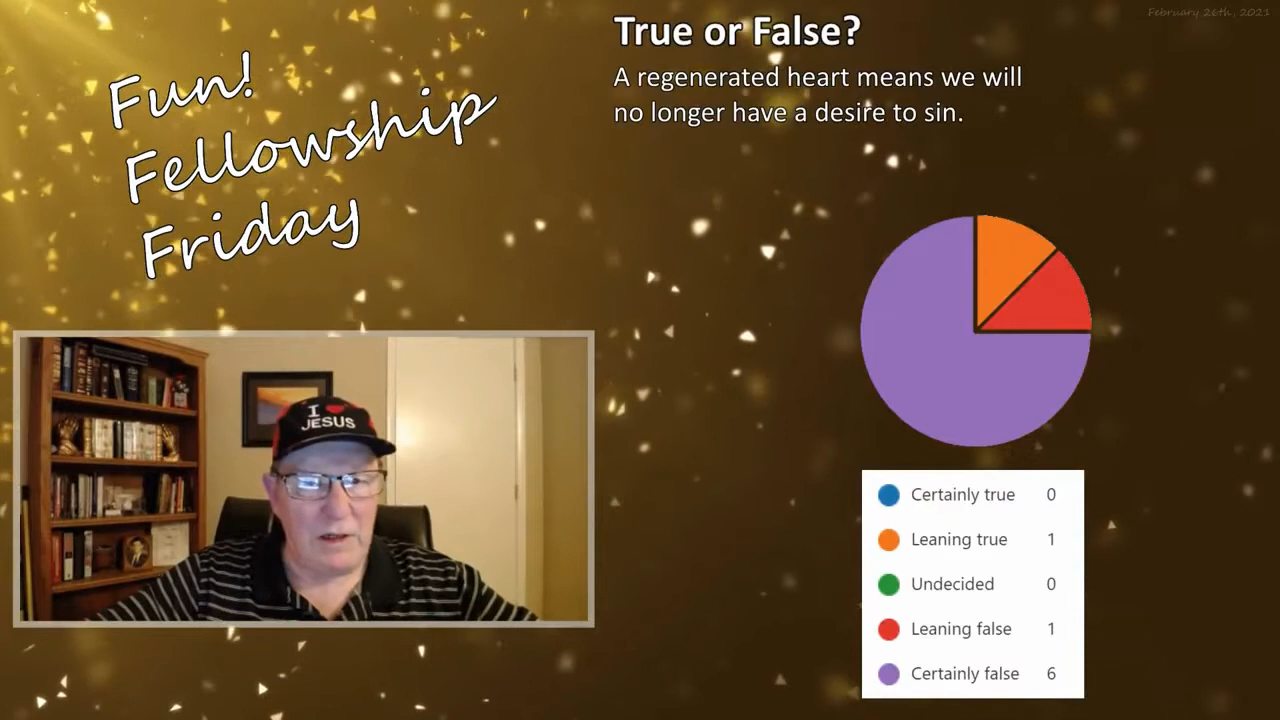 February 26th, 2021
Fun!
Fellowship
Friday
True or False?
A regenerated heart means we will
no longer have a desire to sin.
I ❤
JESUS
Certainly true 0
Leaning true 1
Undecided 0
Leaning false 1
Certainly false 6